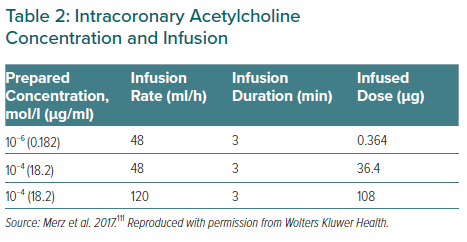 Table 2: Intracoronary Acetylcholine
Concentration and Infusion
Prepared Concentration, mol/l (µg/ml) Infusion Rate (ml/h) Infusion Duration (min) Infused Dose (µg)
10⁻⁶ (0.182) 48 3 0.364
10⁻⁴ (18.2) 48 3 36.4
10⁻⁴ (18.2) 120 3 108
Source: Merz et al. 2017.¹¹¹ Reproduced with permission from Wolters Kluwer Health.